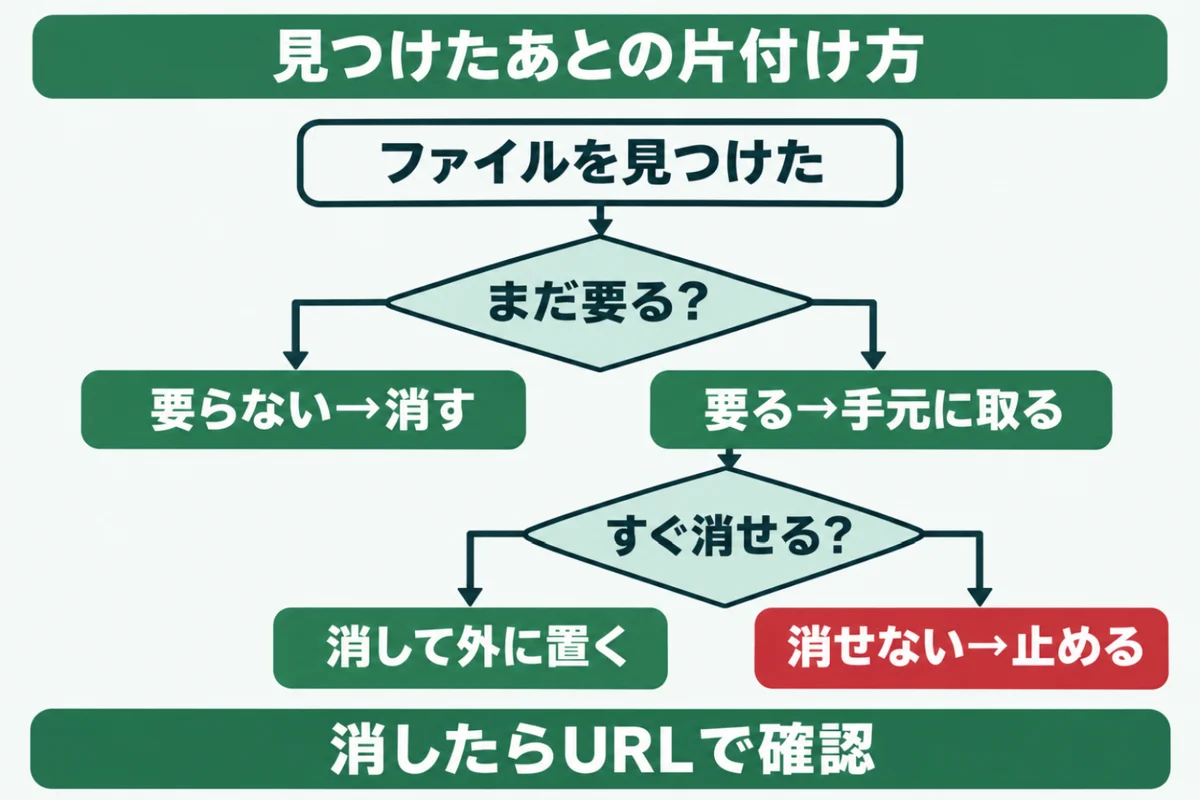 見つけたあとの片付け方
ファイルを見つけた
まだ要る?
要らない→消す
要る→手元に取る
すぐ消せる?
消して外に置く
消せない→止める
消したらURLで確認